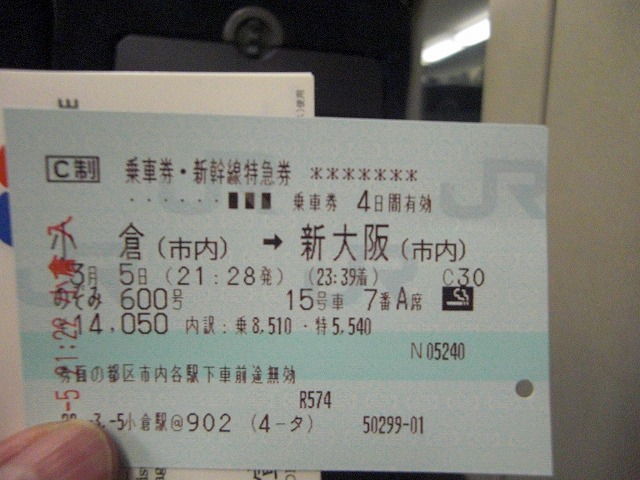 C制 乗車券・新幹線特急券 *******
・・・・・・■■■ 乗車券 4日間有効
倉(市内) ➡ 新大阪(市内)
3月 5日(21:28発) (23:39着) C30
ぞみ 600号 15号車 7番A席
14,050 内訳:乗8,510・特5,540
N05240
券面の都区市内各駅下車前途無効
R574
-3.-5小倉駅@902 (4-タ) 50299-01
JR